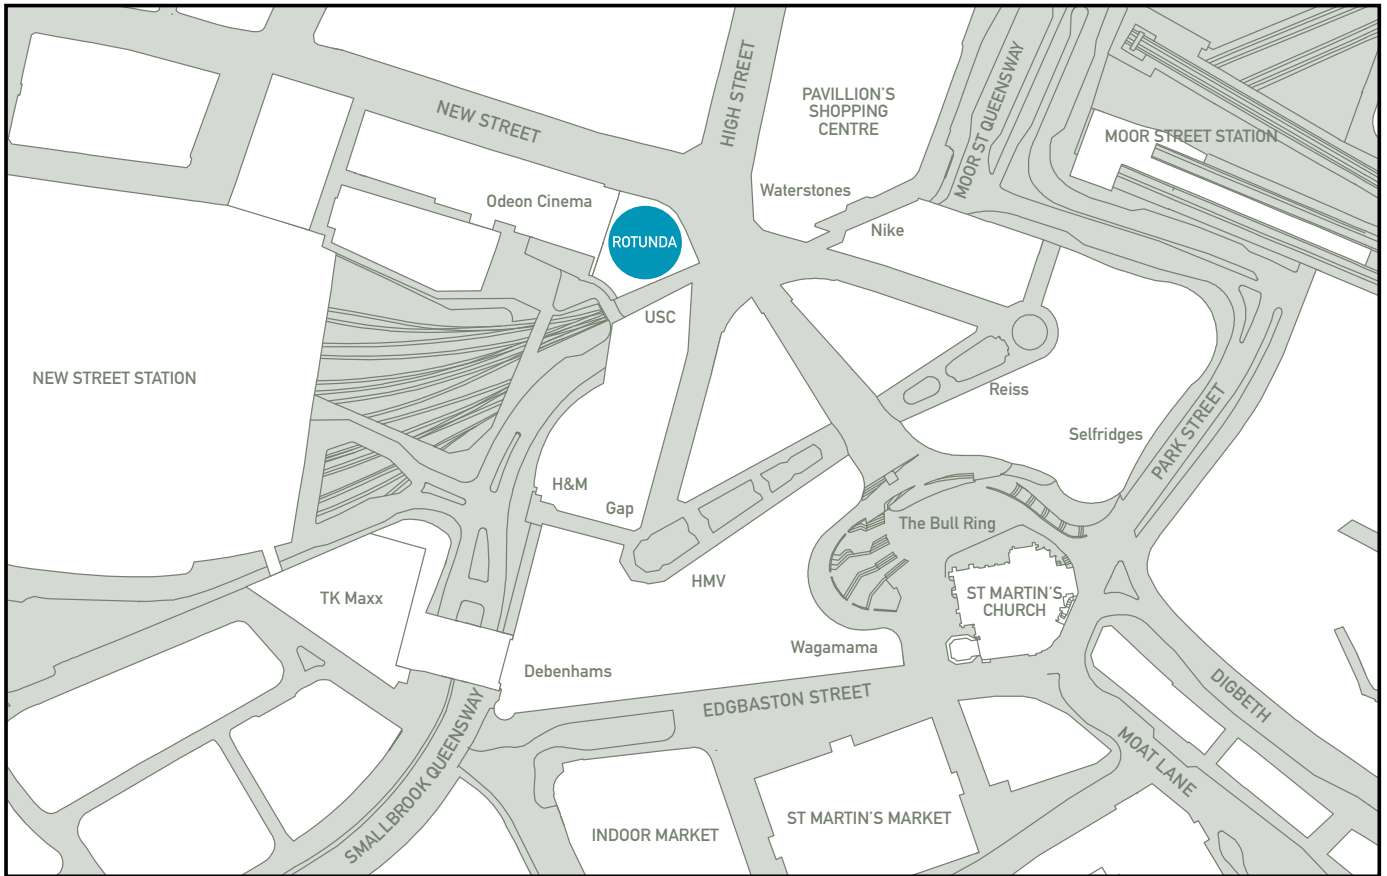 NEW STREET
HIGH STREET
PAVILLION'S
SHOPPING
CENTRE
MOOR ST QUEENSWAY
MOOR STREET STATION
Waterstones
Odeon Cinema
ROTUNDA
Nike
USC
NEW STREET STATION
Reiss
Selfridges
PARK STREET
H&M
Gap
The Bull Ring
HMV
TK Maxx
ST MARTIN'S
CHURCH
Wagamama
Debenhams
EDGBASTON STREET
DIGBETH
MOAT LANE
SMALLBROOK QUEENSWAY
INDOOR MARKET
ST MARTIN'S MARKET